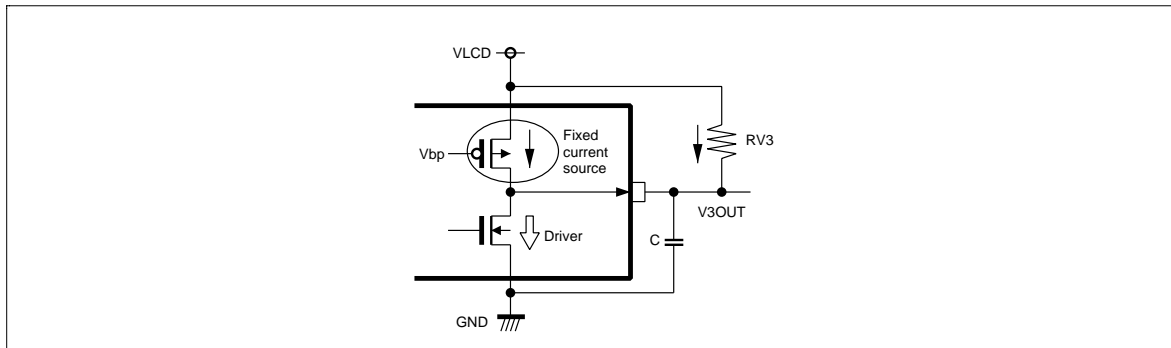 VLCD
Vbp
Fixed
current
source
RV3
V3OUT
Driver
C
GND